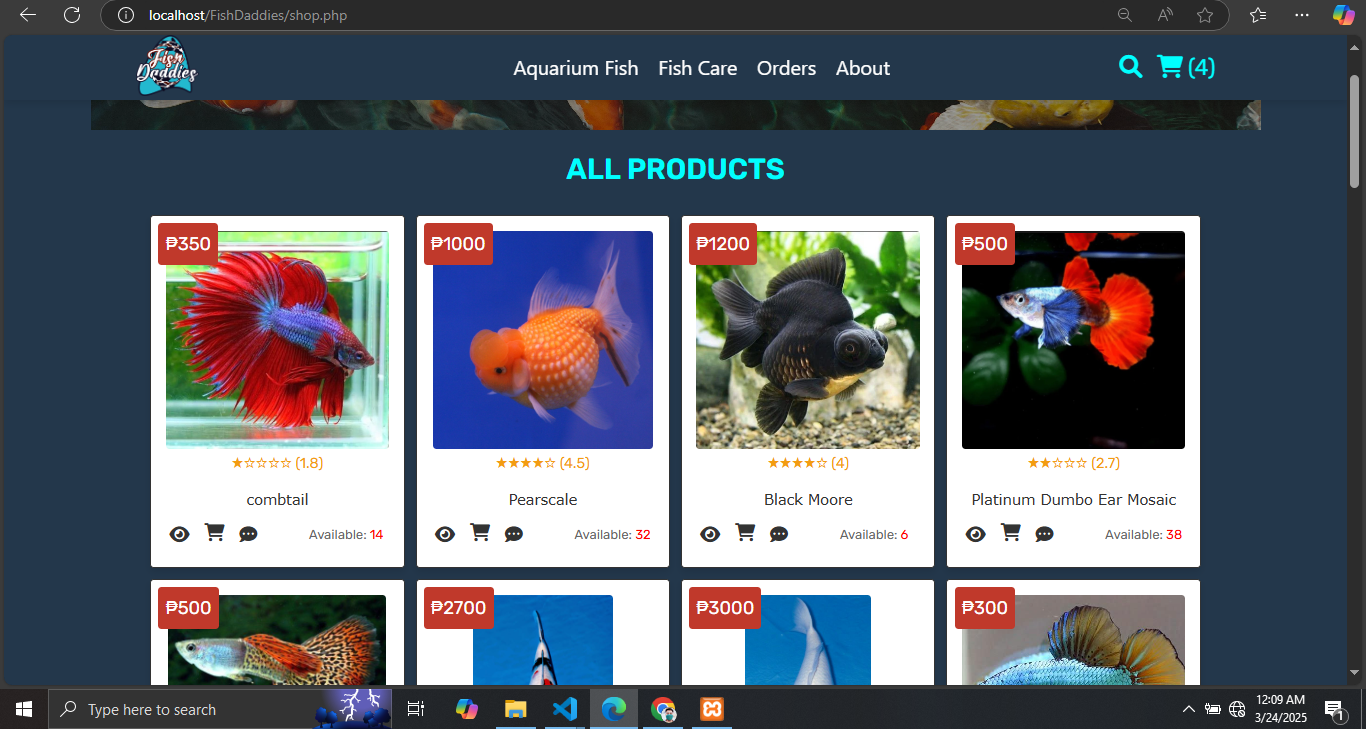 localhost/FishDaddies/shop.php
Fish
Daddies
Aquarium Fish Fish Care Orders About
(4)
ALL PRODUCTS
₱350 ₱1000 ₱1200 ₱500
★☆☆☆☆ (1.8) ★★★★☆ (4.5) ★★★★☆ (4) ★★☆☆☆ (2.7)
combtail Pearscale Black Moore Platinum Dumbo Ear Mosaic
Available: 14 Available: 32 Available: 6 Available: 38
₱500 ₱2700 ₱3000 ₱300
Type here to search
12:09 AM
3/24/2025
1